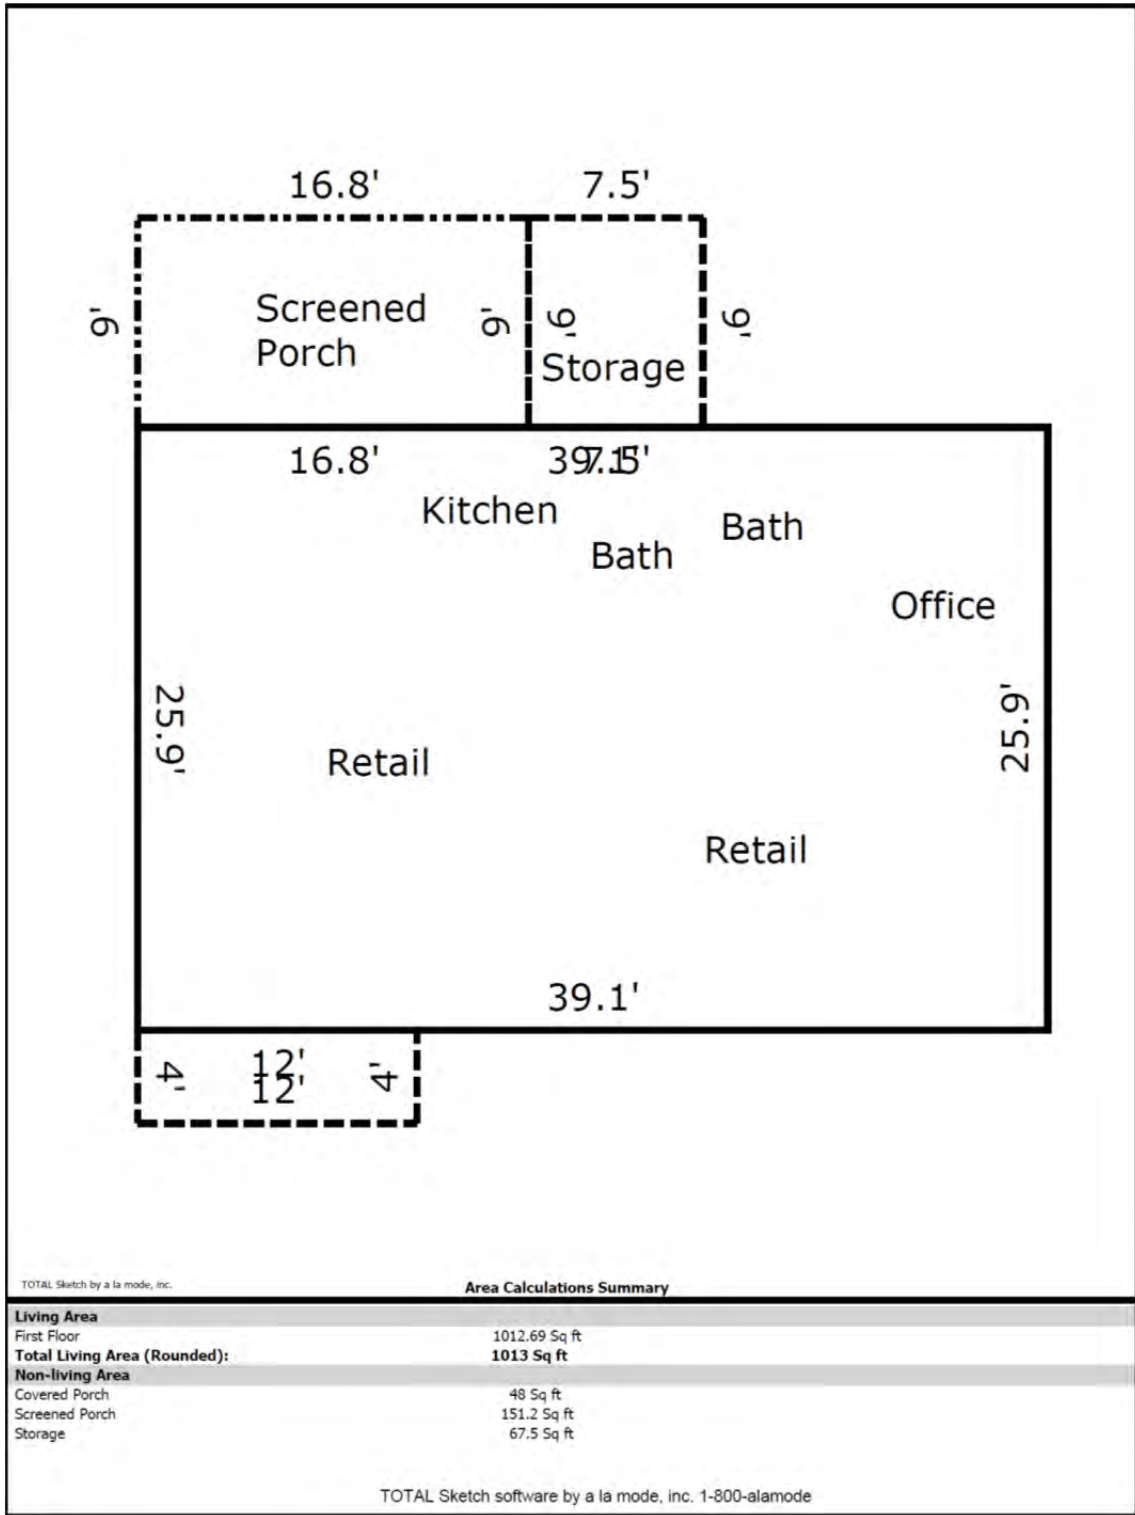 16.8' 7.5'
Screened
Porch
9' 9' 9' 9'
Storage
16.8' 39.1' 7.5'
Kitchen
Bath Bath
Office
25.9' 25.9'
Retail
Retail
39.1'
4' 12' 4'
12'
TOTAL Sketch by a la mode, inc. Area Calculations Summary
Living Area
First Floor 1012.69 Sq ft
Total Living Area (Rounded): 1013 Sq ft
Non-living Area
Covered Porch 48 Sq ft
Screened Porch 151.2 Sq ft
Storage 67.5 Sq ft
TOTAL Sketch software by a la mode, inc. 1-800-alamode